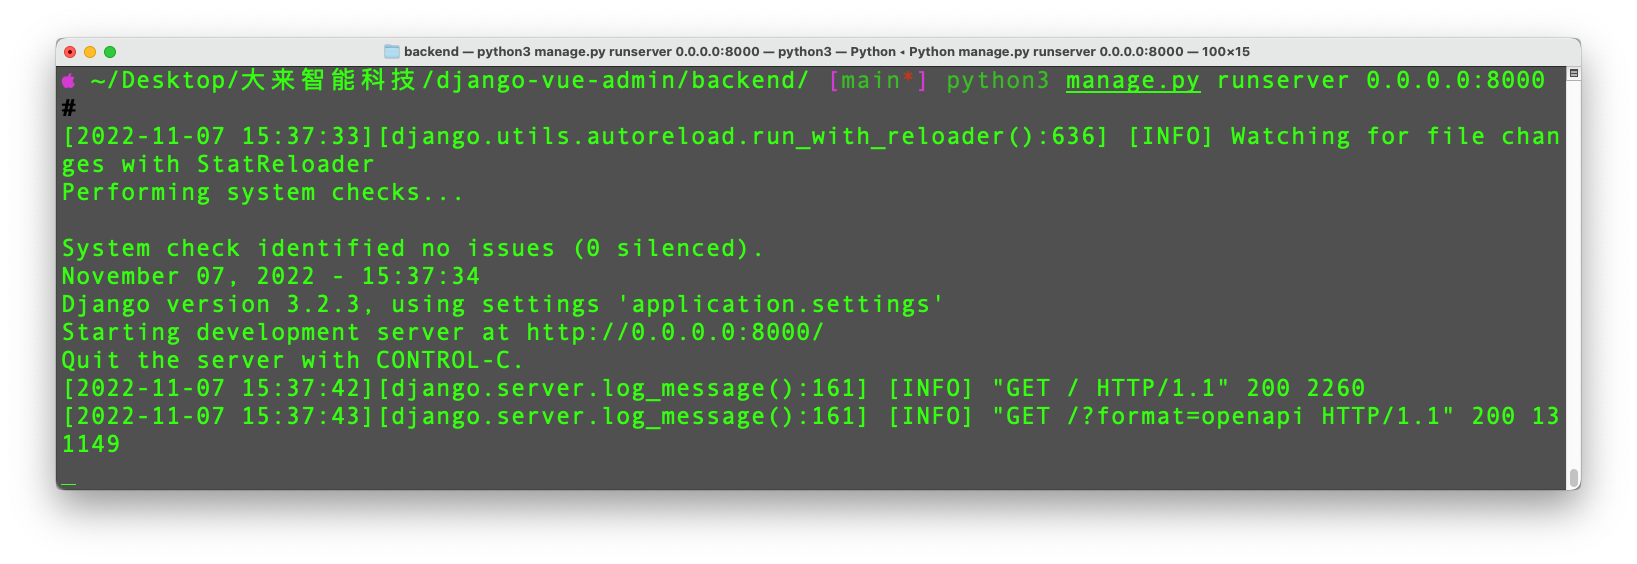 backend — python3 manage.py runserver 0.0.0.0:8000 — python3 — Python ◂ Python manage.py runserver 0.0.0.0:8000 — 100×15
~/Desktop/大来智能科技/django-vue-admin/backend/ [main*] python3 manage.py runserver 0.0.0.0:8000
#
[2022-11-07 15:37:33][django.utils.autoreload.run_with_reloader():636] [INFO] Watching for file chan
ges with StatReloader
Performing system checks...
System check identified no issues (0 silenced).
November 07, 2022 - 15:37:34
Django version 3.2.3, using settings 'application.settings'
Starting development server at http://0.0.0.0:8000/
Quit the server with CONTROL-C.
[2022-11-07 15:37:42][django.server.log_message():161] [INFO] "GET / HTTP/1.1" 200 2260
[2022-11-07 15:37:43][django.server.log_message():161] [INFO] "GET /?format=openapi HTTP/1.1" 200 13
1149